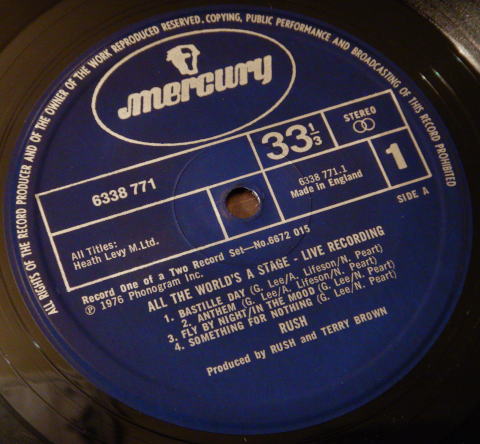 ALL RIGHTS OF THE RECORD PRODUCER AND OF THE OWNER OF THE WORK REPRODUCED RESERVED. COPYING, PUBLIC PERFORMANCE AND BROADCASTING OF THIS RECORD PROHIBITED
mercury
6338 771
33 1/3
STEREO
All Titles:
Heath Levy M.Ltd.
6338 771.1
Made in England
1
SIDE A
Record One of a Two Record Set—No.6672 015
℗ 1976 Phonogram Inc.
ALL THE WORLD'S A STAGE - LIVE RECORDING
1. BASTILLE DAY (G. Lee/A. Lifeson/N. Peart)
2. ANTHEM (G. Lee/A. Lifeson/N. Peart)
3. FLY BY NIGHT/IN THE MOOD (G. Lee/N. Peart)
4. SOMETHING FOR NOTHING (G. Lee/N. Peart)
RUSH
Produced by RUSH and TERRY BROWN